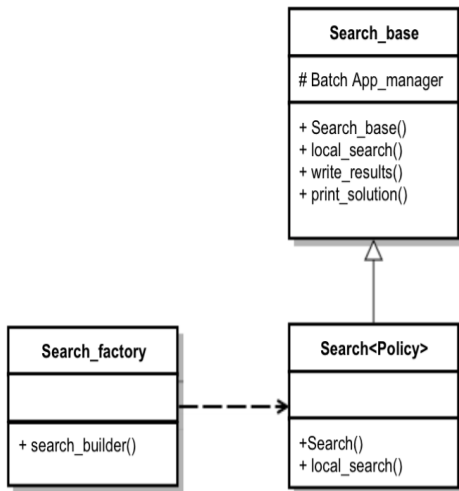 Search_base
# Batch App_manager
+ Search_base()
+ local_search()
+ write_results()
+ print_solution()
Search_factory
+ search_builder()
Search<Policy>
+Search()
+ local_search()